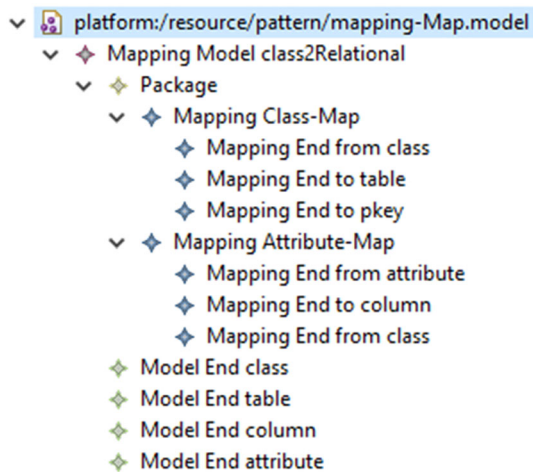 platform:/resource/pattern/mapping-Map.model
Mapping Model class2Relational
Package
Mapping Class-Map
Mapping End from class
Mapping End to table
Mapping End to pkey
Mapping Attribute-Map
Mapping End from attribute
Mapping End to column
Mapping End from class
Model End class
Model End table
Model End column
Model End attribute